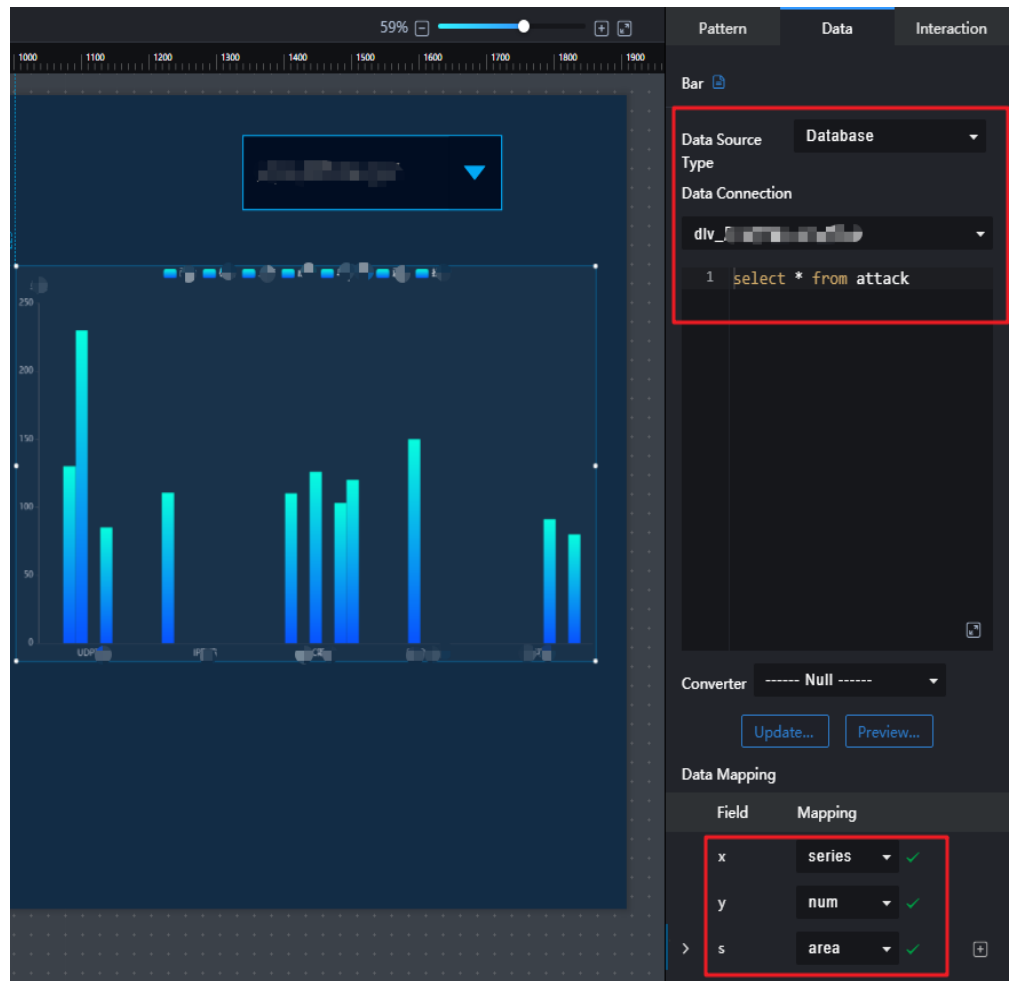 59%
Pattern Data Interaction
1000 1100 1200 1300 1400 1500 1600 1700 1800 1900
Bar
Data Source Type
Database
Data Connection
dlv_
1 select * from attack
250
200
150
100
50
0
UDP
Converter ------ Null ------
Update... Preview...
Data Mapping
Field Mapping
x series
y num
s area